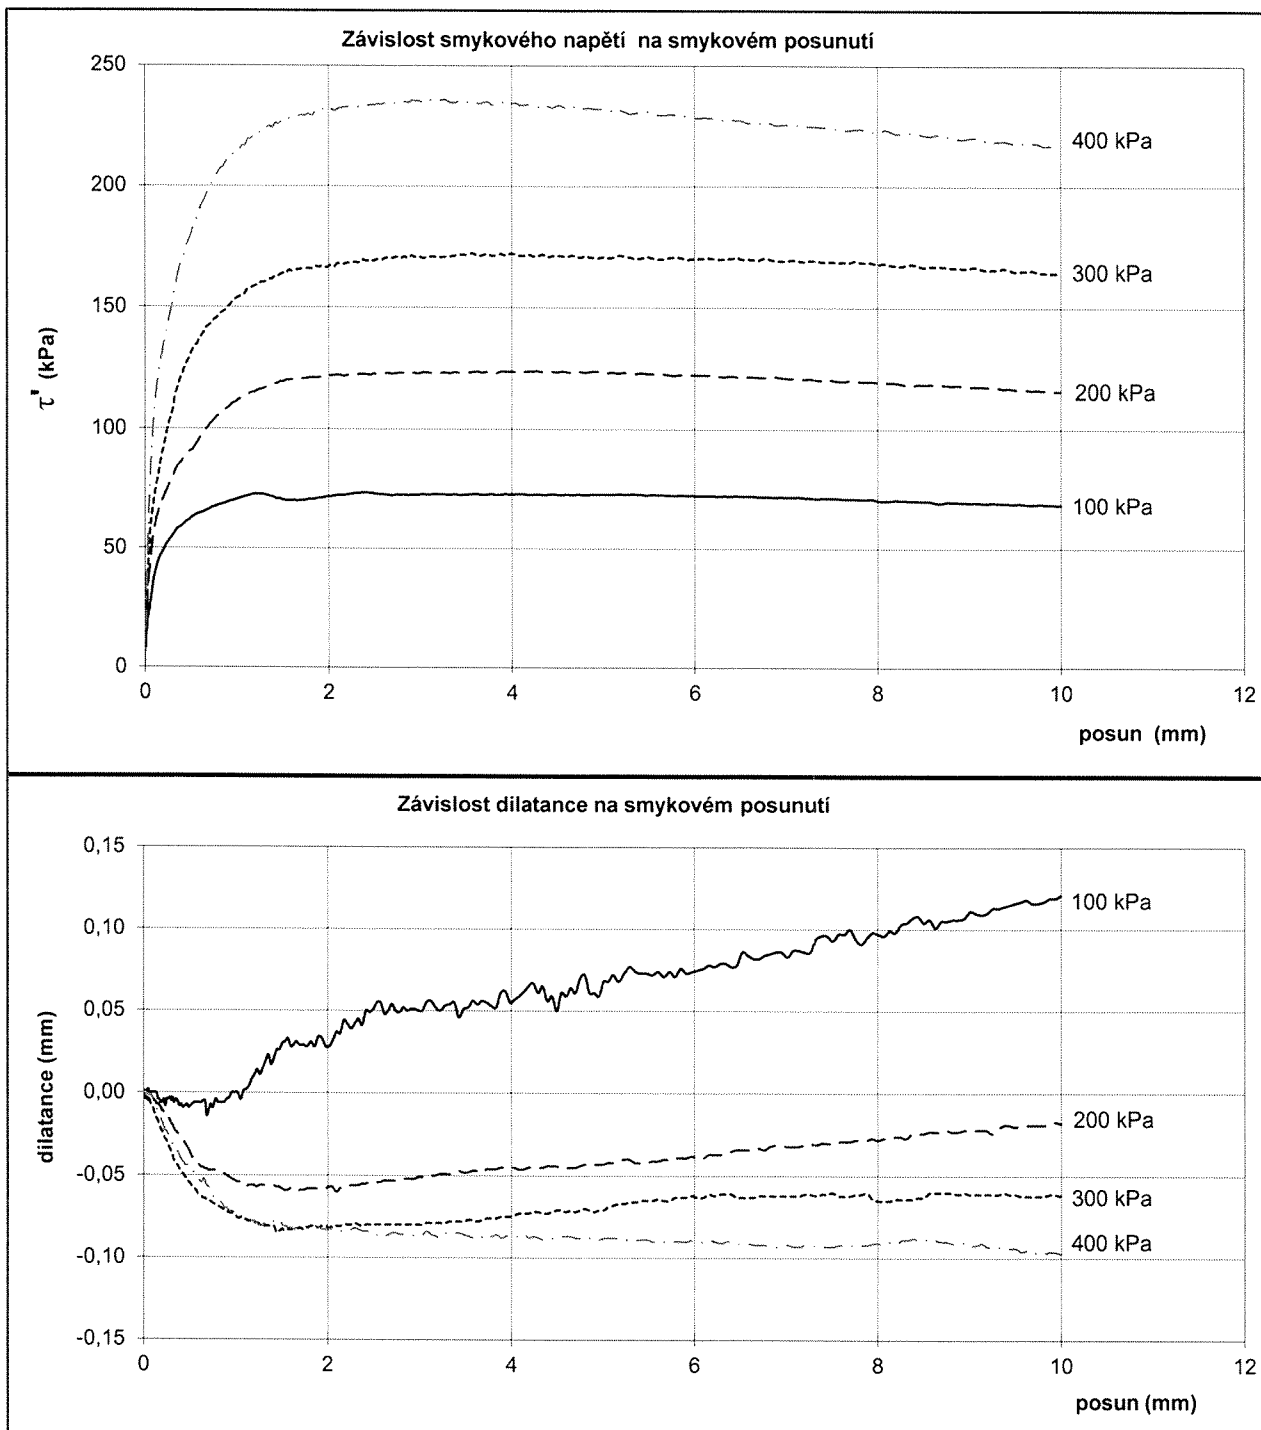 Závislost smykového napětí na smykovém posunutí
250
200
150
100
50
0
τ' (kPa)
400 kPa
300 kPa
200 kPa
100 kPa
0 2 4 6 8 10 12
posun (mm)
Závislost dilatance na smykovém posunutí
0,15
0,10
0,05
0,00
-0,05
-0,10
-0,15
dilatance (mm)
100 kPa
200 kPa
300 kPa
400 kPa
0 2 4 6 8 10 12
posun (mm)